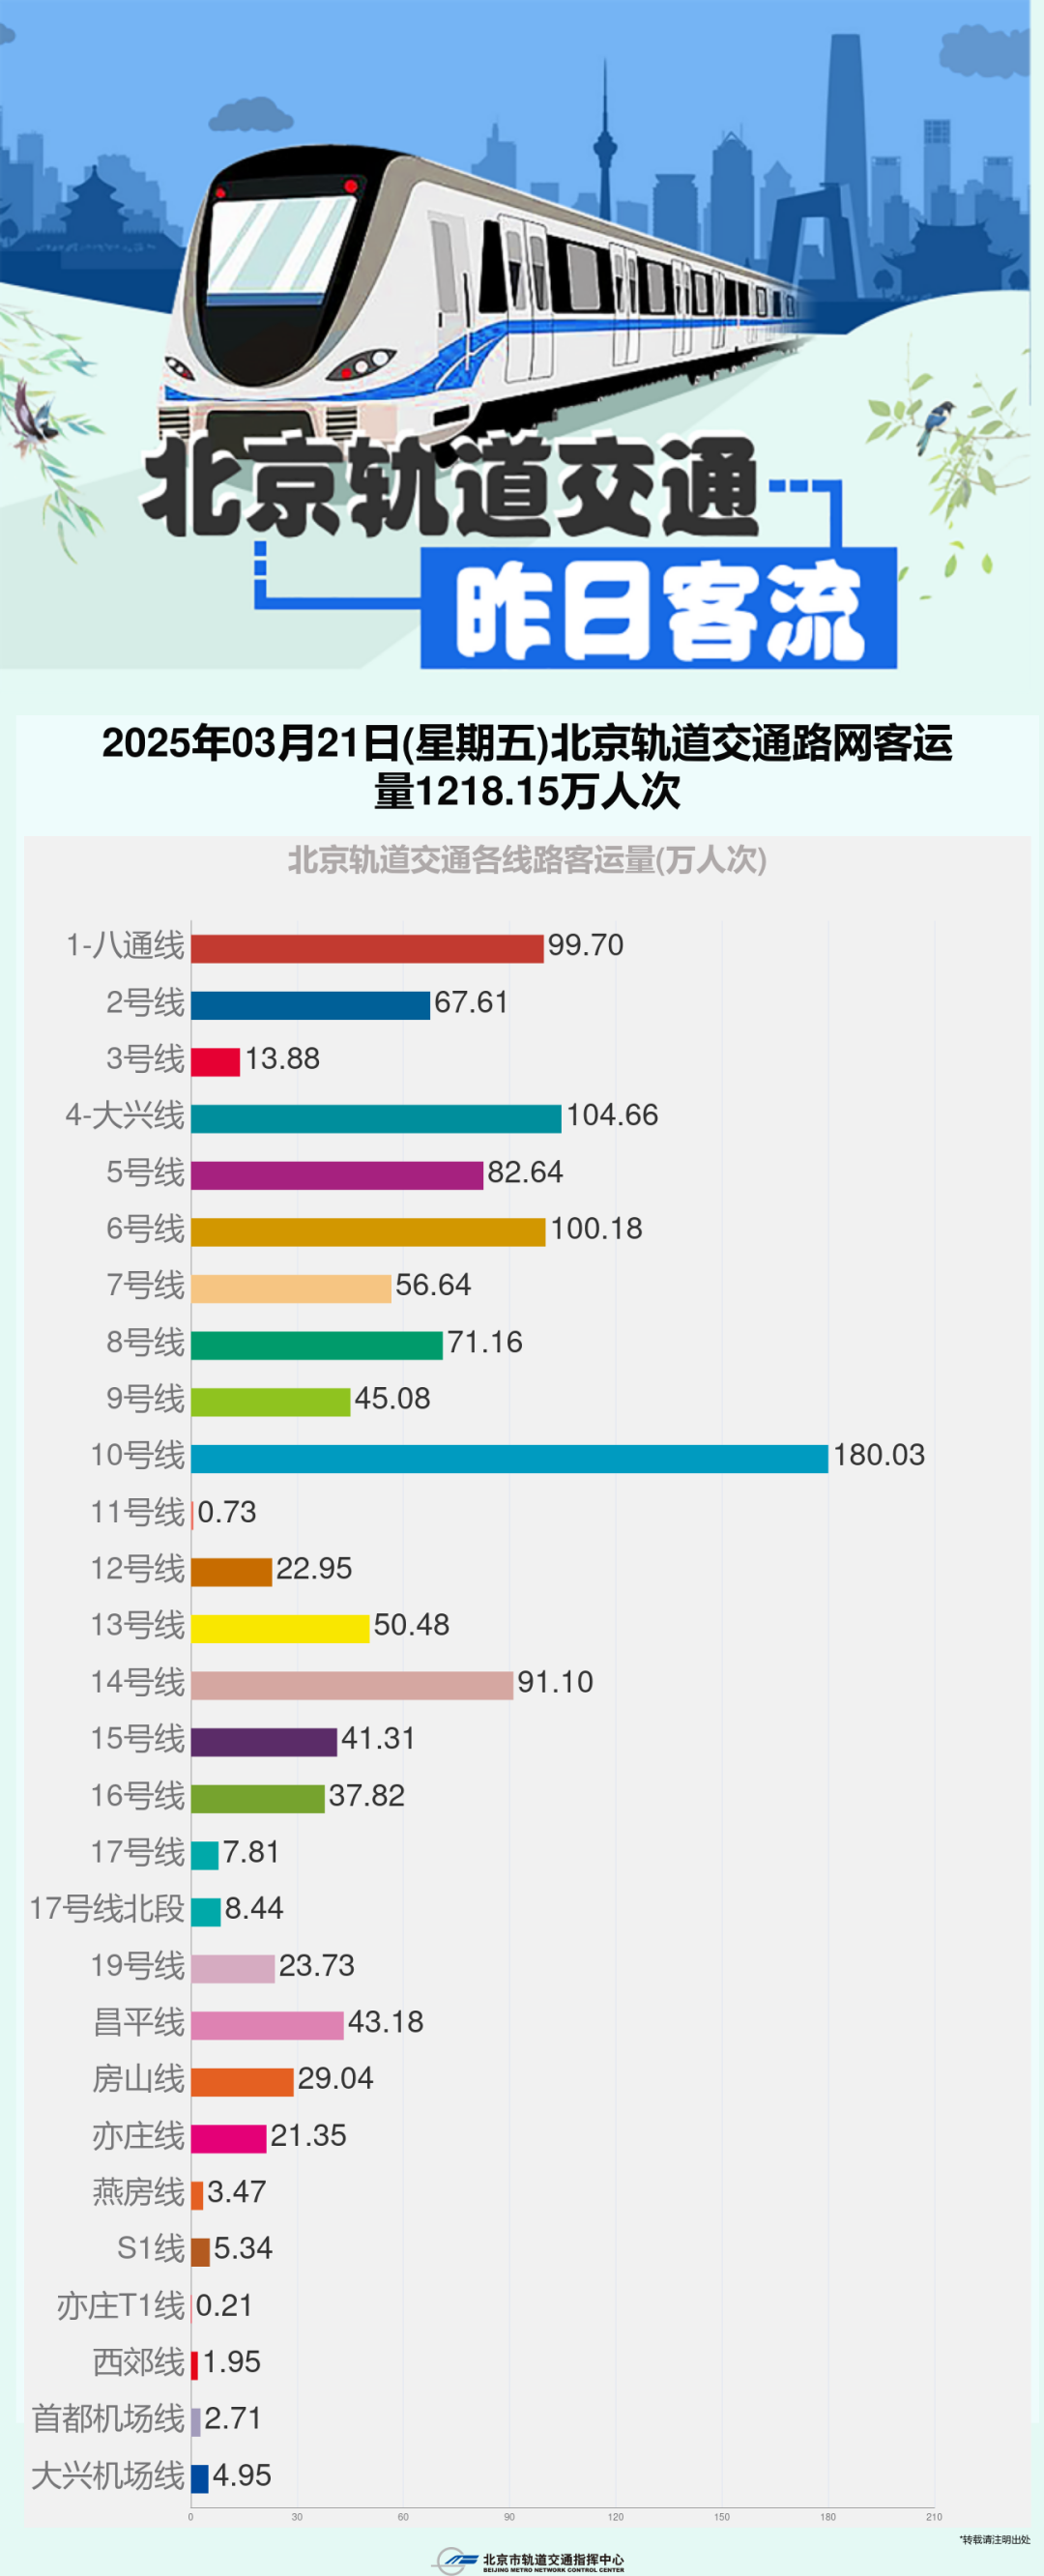 北京轨道交通
昨日客流
2025年03月21日(星期五)北京轨道交通路网客运
量1218.15万人次
北京轨道交通各线路客运量(万人次)
1-八通线 99.70
2号线 67.61
3号线 13.88
4-大兴线 104.66
5号线 82.64
6号线 100.18
7号线 56.64
8号线 71.16
9号线 45.08
10号线 180.03
11号线 0.73
12号线 22.95
13号线 50.48
14号线 91.10
15号线 41.31
16号线 37.82
17号线 7.81
17号线北段 8.44
19号线 23.73
昌平线 43.18
房山线 29.04
亦庄线 21.35
燕房线 3.47
S1线 5.34
亦庄T1线 0.21
西郊线 1.95
首都机场线 2.71
大兴机场线 4.95
0 30 60 90 120 150 180 210
*转载请注明出处
北京市轨道交通指挥中心
BEIJING METRO NETWORK CONTROL CENTER